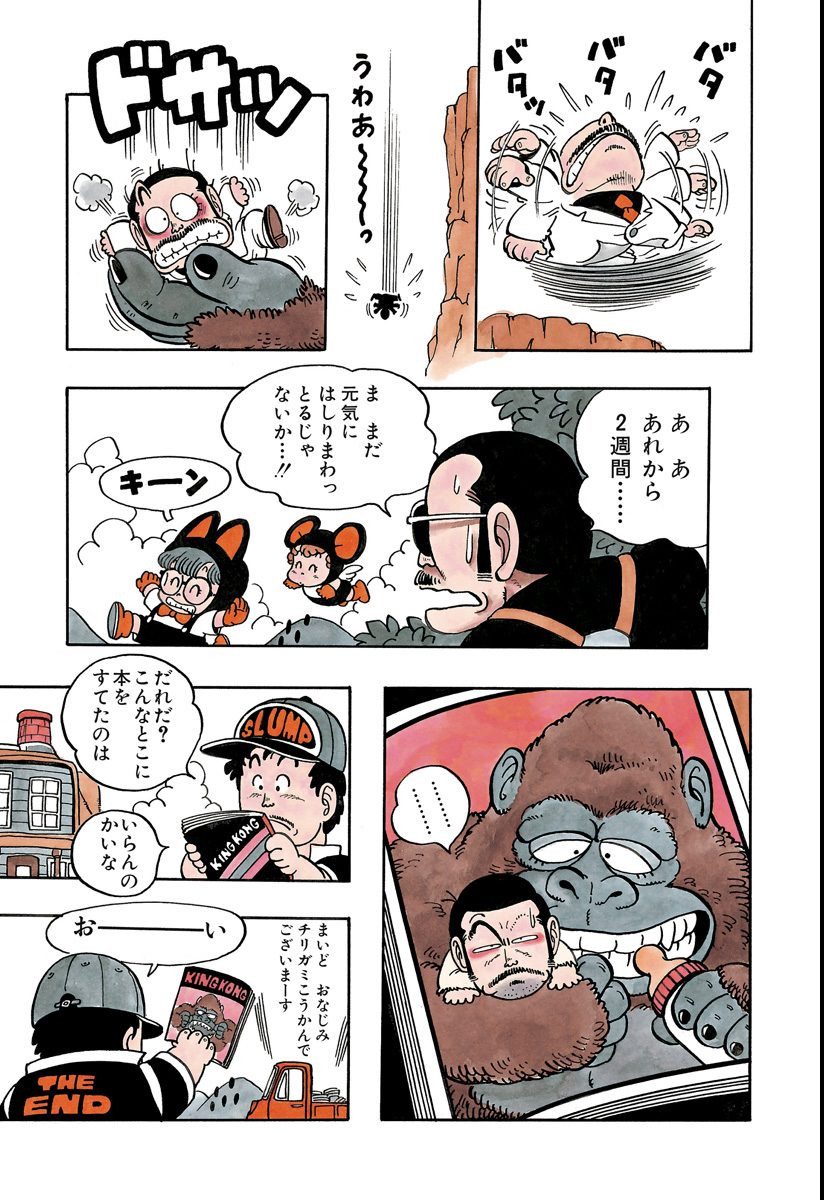 バタ
バタ
バタッ
うわあ~~~~っ
ドサッ
あ あ
あれから
2週間……
ま まだ
元気に
はしりまわっ
とるじゃ
ないか…!!
キーン
………
だれだ?
こんなとこに
本を
すてたのは
いらんの
かいな
SLUMP
KING KONG
まいど おなじみ
チリガミこうかんで
ございまーす
おーーーい
KING KONG
THE
END